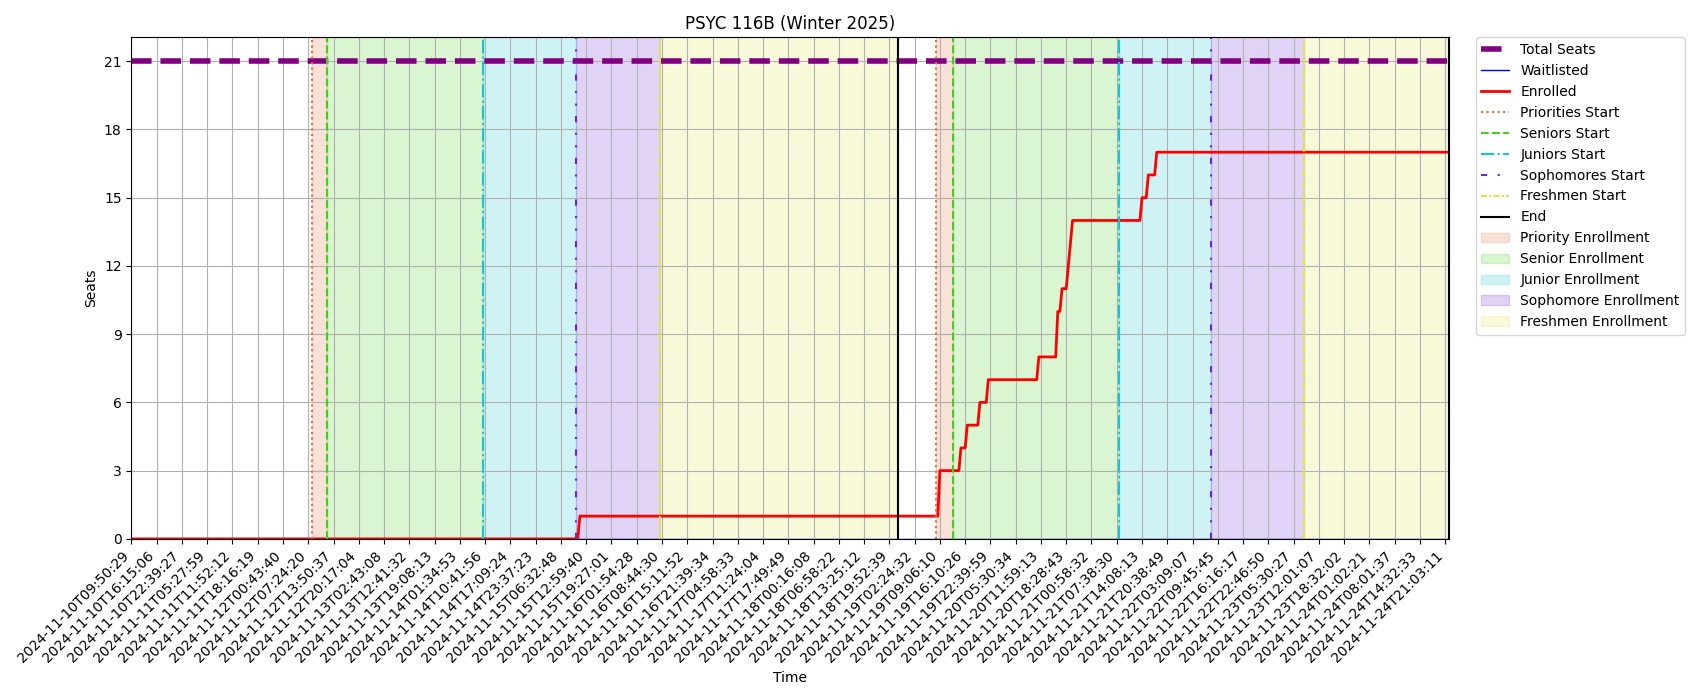 PSYC 116B (Winter 2025)
Seats
21
18
15
12
9
6
3
0
2024-11-10T09:50:29
2024-11-10T16:15:06
2024-11-10T22:39:27
2024-11-11T05:27:59
2024-11-11T11:52:12
2024-11-11T18:16:19
2024-11-12T00:43:40
2024-11-12T07:24:20
2024-11-12T13:50:37
2024-11-12T20:17:04
2024-11-13T02:43:08
2024-11-13T12:41:32
2024-11-13T19:08:13
2024-11-14T01:34:53
2024-11-14T10:41:56
2024-11-14T17:09:24
2024-11-14T23:37:23
2024-11-15T06:32:48
2024-11-15T12:59:40
2024-11-15T19:27:01
2024-11-16T01:54:28
2024-11-16T08:44:30
2024-11-16T15:11:52
2024-11-16T21:39:34
2024-11-17T04:58:33
2024-11-17T11:24:04
2024-11-17T17:49:49
2024-11-18T00:16:08
2024-11-18T06:58:22
2024-11-18T13:25:12
2024-11-18T19:52:39
2024-11-19T02:24:32
2024-11-19T09:06:10
2024-11-19T16:10:26
2024-11-19T22:39:59
2024-11-20T05:30:34
2024-11-20T11:59:13
2024-11-20T18:28:43
2024-11-21T00:58:32
2024-11-21T07:38:30
2024-11-21T14:08:13
2024-11-21T20:38:49
2024-11-22T03:09:07
2024-11-22T09:45:45
2024-11-22T16:16:17
2024-11-22T22:46:50
2024-11-23T05:30:27
2024-11-23T12:01:07
2024-11-23T18:32:02
2024-11-24T01:02:21
2024-11-24T08:01:37
2024-11-24T14:32:33
2024-11-24T21:03:11
Time
Total Seats
Waitlisted
Enrolled
Priorities Start
Seniors Start
Juniors Start
Sophomores Start
Freshmen Start
End
Priority Enrollment
Senior Enrollment
Junior Enrollment
Sophomore Enrollment
Freshmen Enrollment